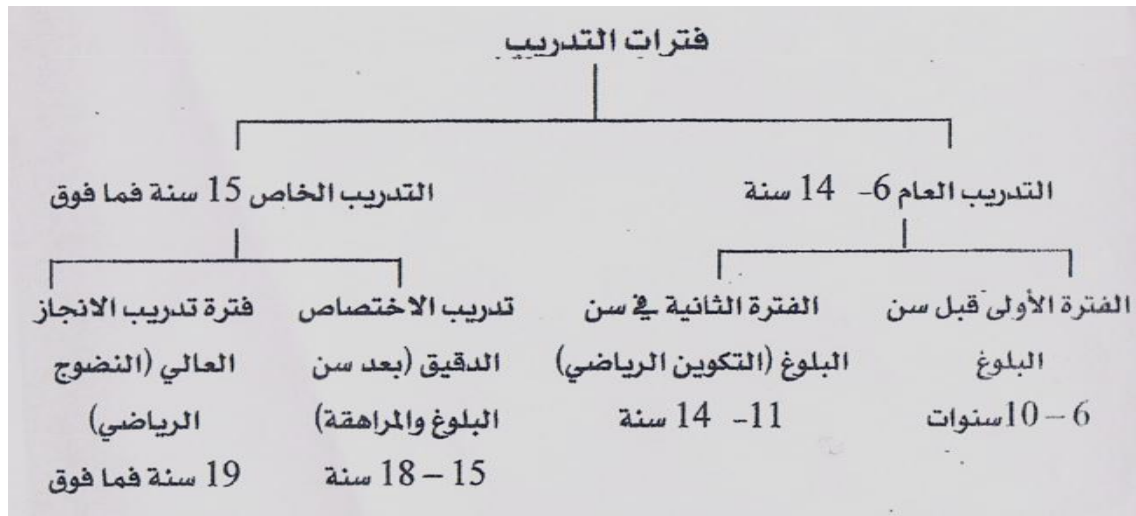 فترات التدريب
التدريب العام 6- 14 سنة
التدريب الخاص 15 سنة فما فوق
الفترة الأولى قبل سن
البلوغ
6 – 10سنوات
الفترة الثانية في سن
البلوغ (التكوين الرياضي)
11- 14 سنة
تدريب الاختصاص
الدقيق (بعد سن
البلوغ والمراهقة)
15 – 18 سنة
فترة تدريب الانجاز
العالي (النضوج
الرياضي)
19 سنة فما فوق